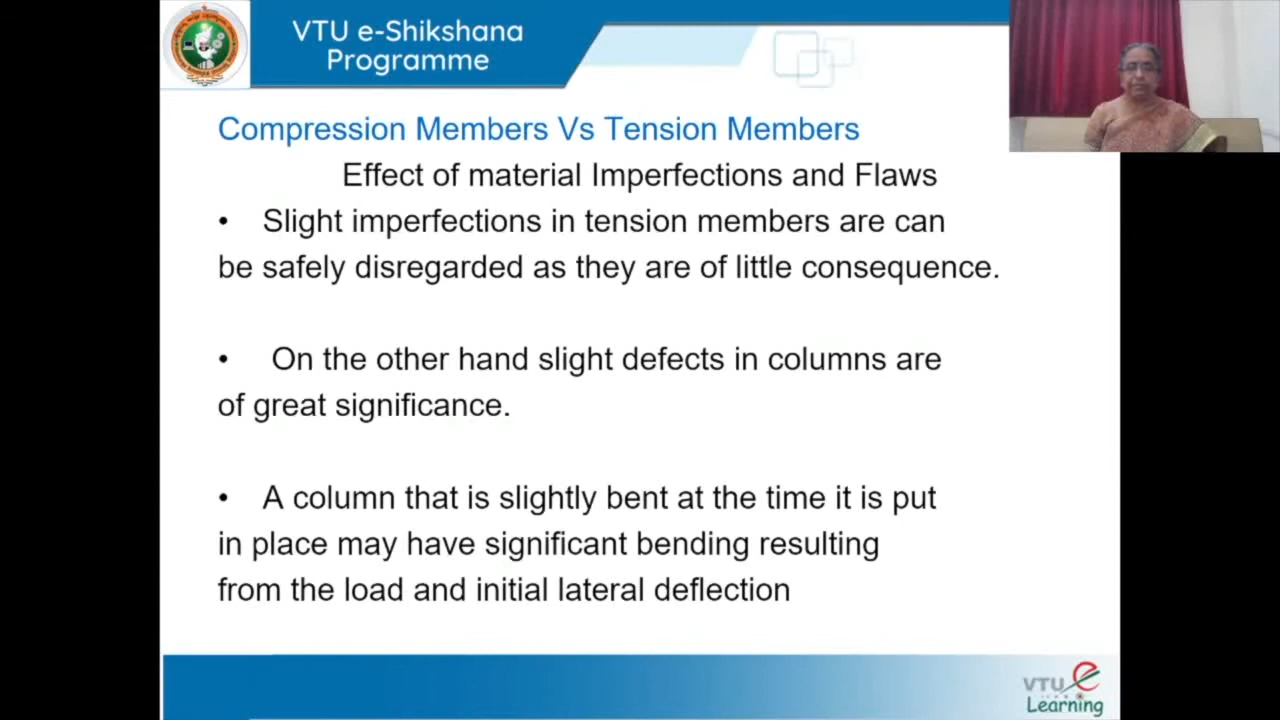 VTU e-Shikshana
Programme
Compression Members Vs Tension Members
Effect of material Imperfections and Flaws
• Slight imperfections in tension members are can
be safely disregarded as they are of little consequence.
• On the other hand slight defects in columns are
of great significance.
• A column that is slightly bent at the time it is put
in place may have significant bending resulting
from the load and initial lateral deflection
VTU e
Learning